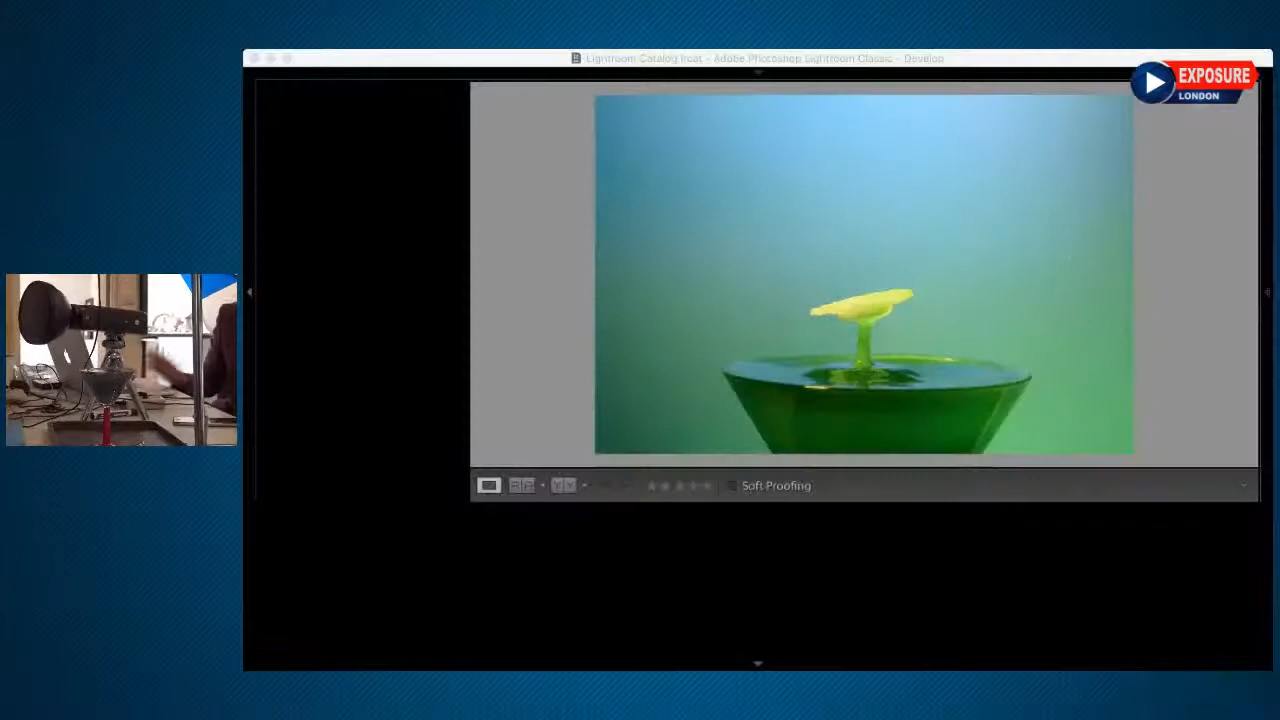 Lightroom Catalog.lrcat - Adobe Photoshop Lightroom Classic - Develop
EXPOSURE
LONDON
Soft Proofing